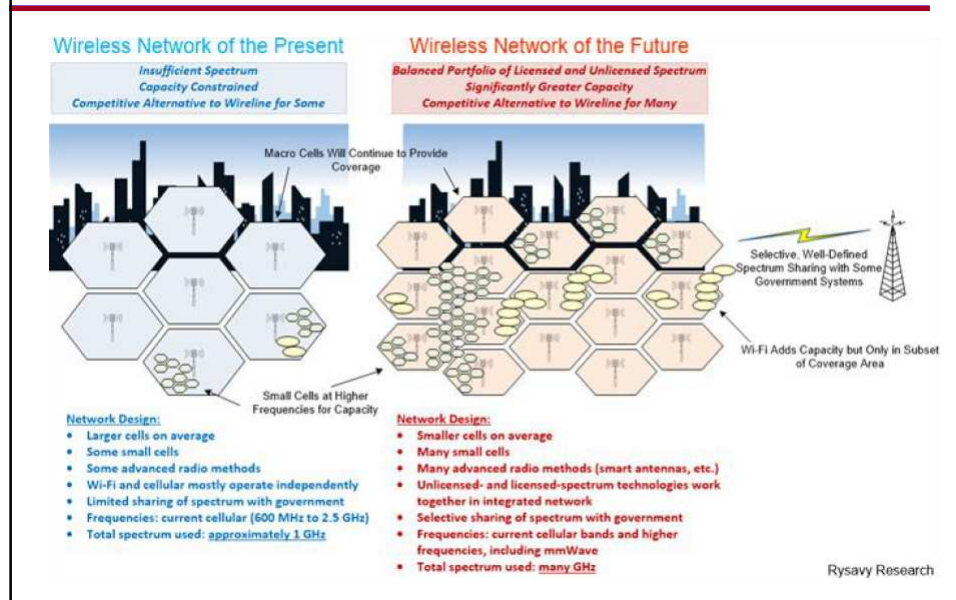 Wireless Network of the Present
Insufficient Spectrum
Capacity Constrained
Competitive Alternative to Wireline for Some
Wireless Network of the Future
Balanced Portfolio of Licensed and Unlicensed Spectrum
Significantly Greater Capacity
Competitive Alternative to Wireline for Many
Macro Cells Will Continue to Provide
Coverage
Selective, Well-Defined
Spectrum Sharing with Some
Government Systems
Wi-Fi Adds Capacity but Only in Subset
of Coverage Area
Small Cells at Higher
Frequencies for Capacity
Network Design:
• Larger cells on average
• Some small cells
• Some advanced radio methods
• Wi-Fi and cellular mostly operate independently
• Limited sharing of spectrum with government
• Frequencies: current cellular (600 MHz to 2.5 GHz)
• Total spectrum used: approximately 1 GHz
Network Design:
• Smaller cells on average
• Many small cells
• Many advanced radio methods (smart antennas, etc.)
• Unlicensed- and licensed-spectrum technologies work
together in integrated network
• Selective sharing of spectrum with government
• Frequencies: current cellular bands and higher
frequencies, including mmWave
• Total spectrum used: many GHz
Rysavy Research